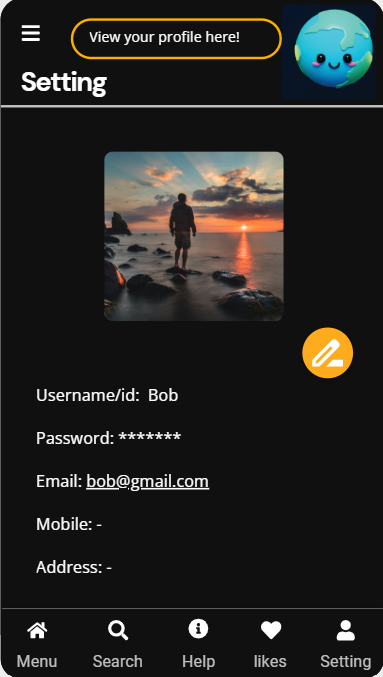 View your profile here!
Setting
Username/id: Bob
Password: *******
Email: bob@gmail.com
Mobile: -
Address: -
Menu Search Help likes Setting